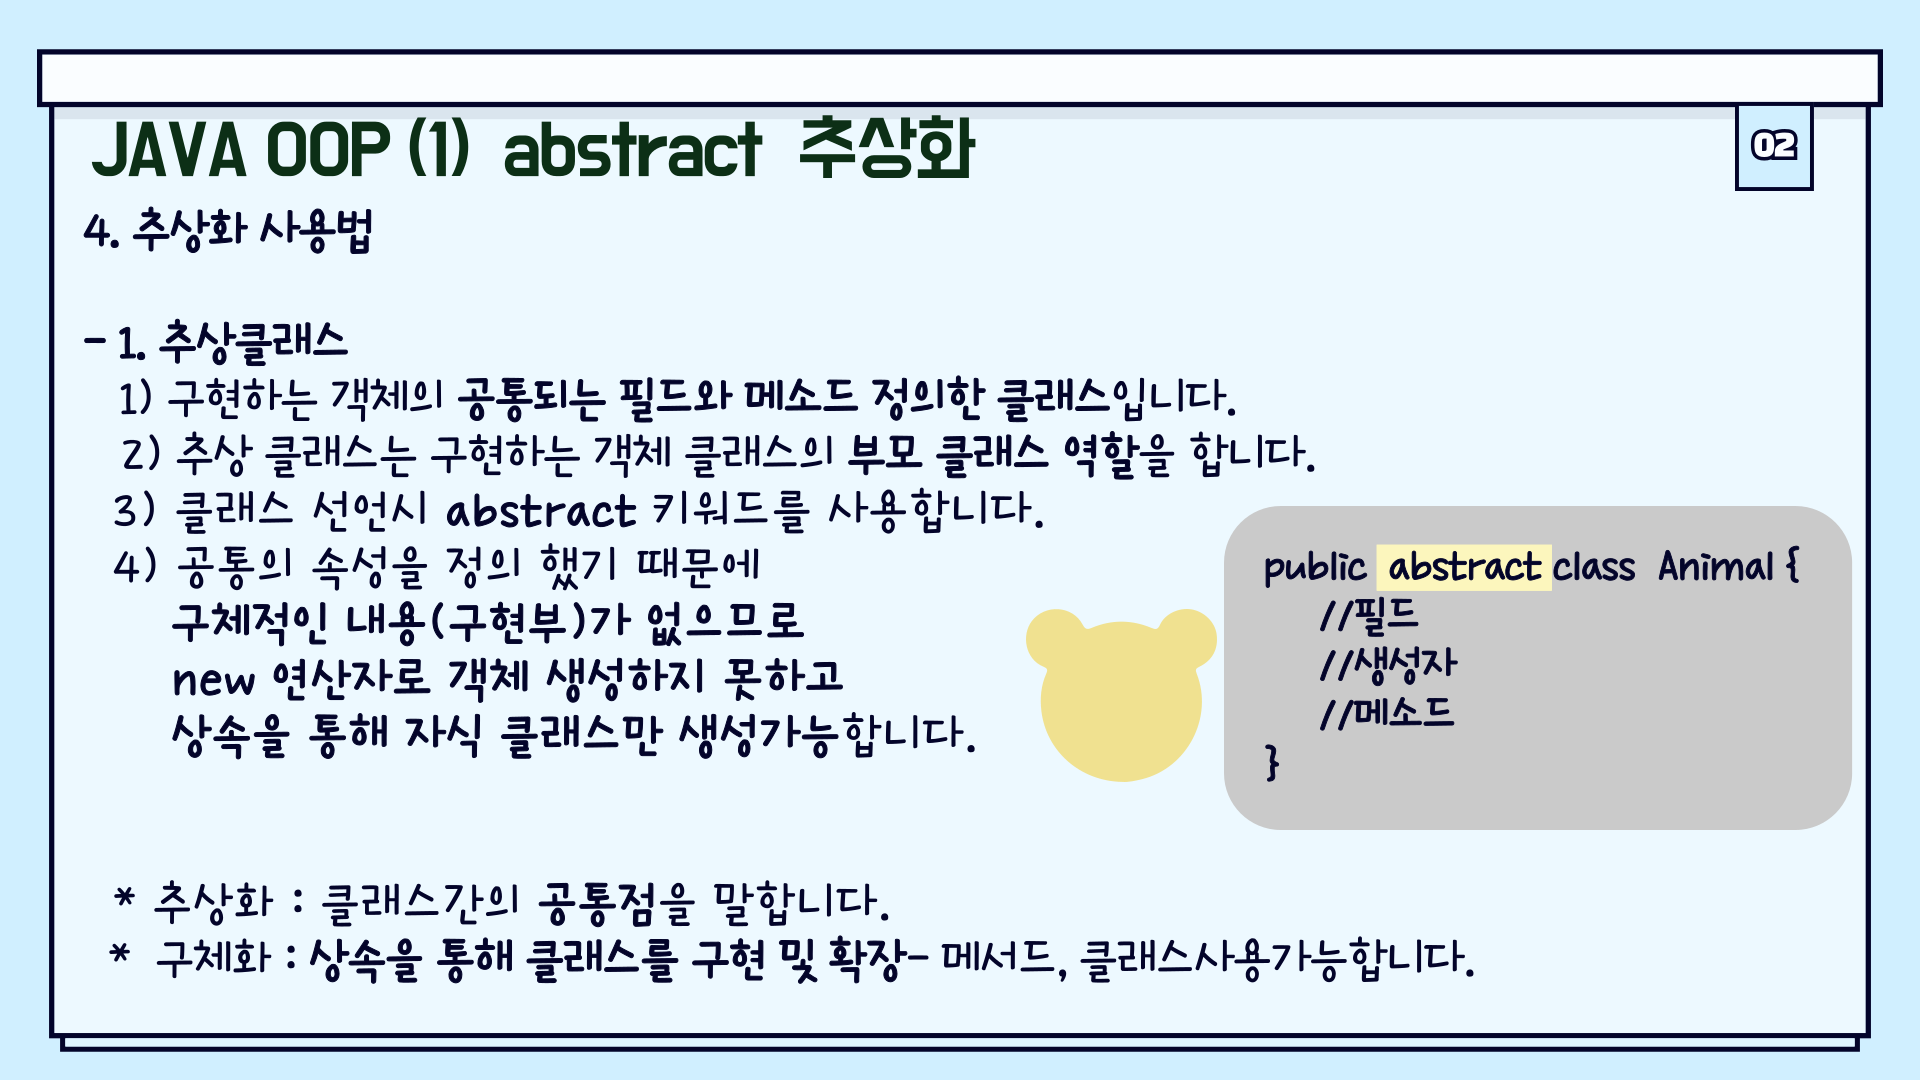 JAVA OOP (1) abstract 추상화
02
4. 추상화 사용법
- 1. 추상클래스
1) 구현하는 객체의 공통되는 필드와 메소드 정의한 클래스입니다.
2) 추상 클래스는 구현하는 객체 클래스의 부모 클래스 역할을 합니다.
3) 클래스 선언시 abstract 키워드를 사용합니다.
4) 공통의 속성을 정의 했기 때문에
구체적인 내용(구현부)가 없으므로
new 연산자로 객체 생성하지 못하고
상속을 통해 자식 클래스만 생성가능합니다.
public abstract class Animal {
//필드
//생성자
//메소드
}
* 추상화 : 클래스간의 공통점을 말합니다.
* 구체화 : 상속을 통해 클래스를 구현 및 확장- 메서드, 클래스사용가능합니다.